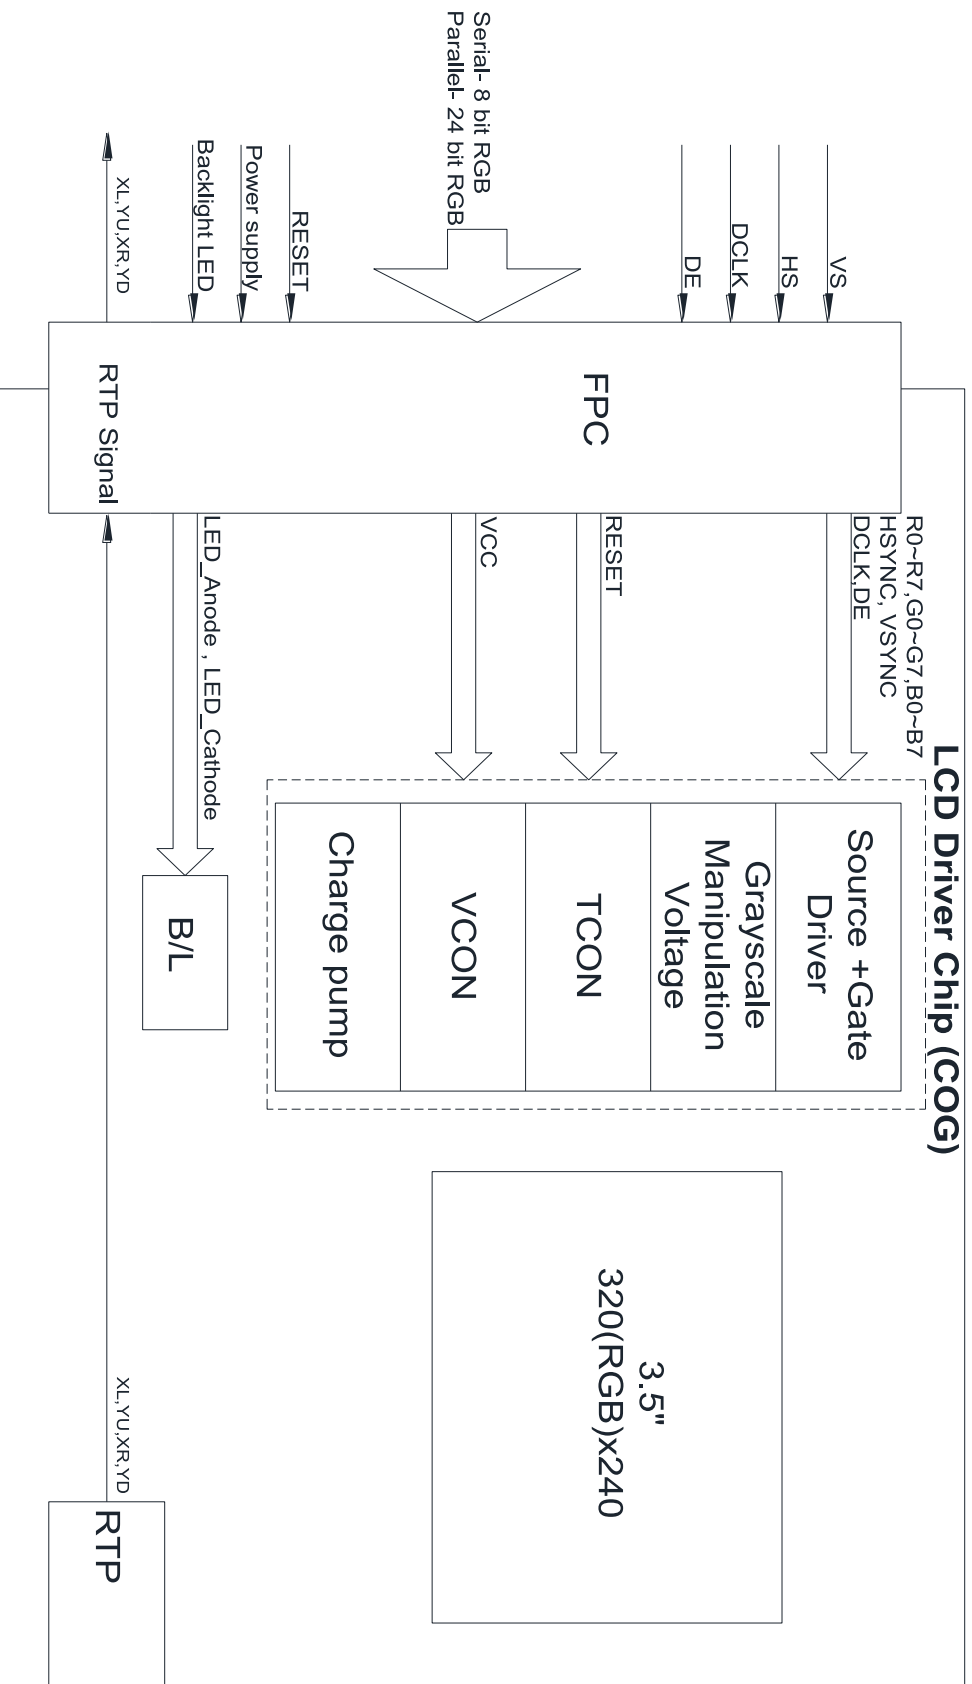 LCD Driver Chip (COG)
VS
HS
DCLK
DE
Serial- 8 bit RGB
Parallel- 24 bit RGB
RESET
Power supply
Backlight LED
XL,YU,XR,YD
FPC
RTP Signal
R0~R7,G0~G7,B0~B7
HSYNC, VSYNC
DCLK,DE
RESET
VCC
LED_Anode , LED_Cathode
Source +Gate
Driver
Grayscale
Manipulation
Voltage
TCON
VCON
Charge pump
B/L
3.5"
320(RGB)x240
XL,YU,XR,YD
RTP